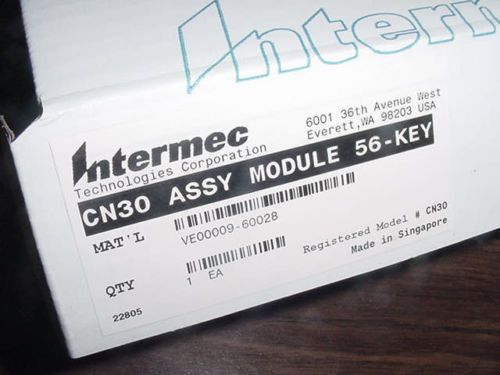 Intermec
Intermec
Technologies Corporation
6001 36th Avenue West
Everett, WA 98203 USA
CN30 ASSY MODULE 56-KEY
MAT'L
VE00009-60028
QTY
1 EA
Registered Model # CN30
Made in Singapore
22805